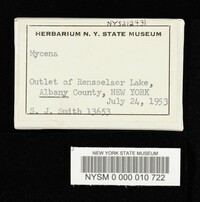 HERBARIUM N. Y. STATE MUSEUM
Mycena
Outlet of Rensselaer Lake,
Albany County, NEW YORK
July 24, 1953
S. J. Smith 13653
NEW YORK STATE MUSEUM
NYSM 0 000 010 722